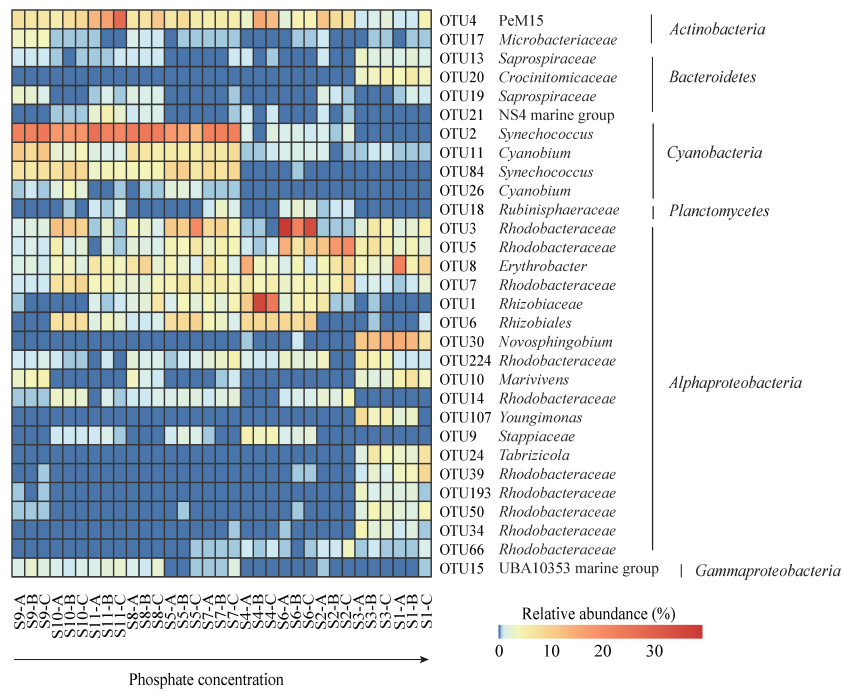 OTU4 PeM15
OTU17 Microbacteriaceae
Actinobacteria
OTU13 Saprospiraceae
OTU20 Crocinitomicaceae
OTU19 Saprospiraceae
OTU21 NS4 marine group
Bacteroidetes
OTU2 Synechococcus
OTU11 Cyanobium
OTU84 Synechococcus
OTU26 Cyanobium
Cyanobacteria
OTU18 Rubinisphaeraceae
Planctomycetes
OTU3 Rhodobacteraceae
OTU5 Rhodobacteraceae
OTU8 Erythrobacter
OTU7 Rhodobacteraceae
OTU1 Rhizobiaceae
OTU6 Rhizobiales
OTU30 Novosphingobium
OTU224 Rhodobacteraceae
OTU10 Marivivens
OTU14 Rhodobacteraceae
OTU107 Youngimonas
OTU9 Stappiaceae
OTU24 Tabrizicola
OTU39 Rhodobacteraceae
OTU193 Rhodobacteraceae
OTU50 Rhodobacteraceae
OTU34 Rhodobacteraceae
OTU66 Rhodobacteraceae
Alphaproteobacteria
OTU15 UBA10353 marine group
Gammaproteobacteria
S9-A
S9-B
S9-C
S10-A
S10-B
S10-C
S11-A
S11-B
S11-C
S8-A
S8-B
S8-C
S5-A
S5-B
S5-C
S7-A
S7-B
S7-C
S4-A
S4-B
S4-C
S6-A
S6-B
S6-C
S2-A
S2-B
S2-C
S3-A
S3-B
S3-C
S1-A
S1-B
S1-C
Phosphate concentration
Relative abundance (%)
0 10 20 30